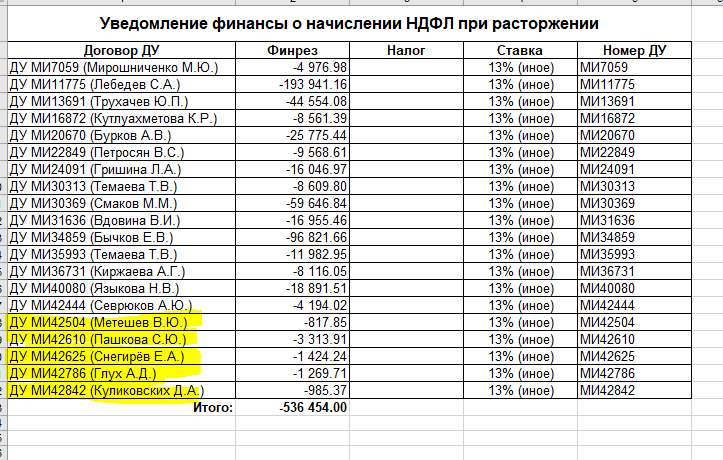 Уведомление финансы о начислении НДФЛ при расторжении
Договор ДУ Финрез Налог Ставка Номер ДУ
ДУ МИ7059 (Мирошниченко М.Ю.) -4 976.98 13% (иное) МИ7059
ДУ МИ11775 (Лебедев С.А.) -193 941.16 13% (иное) МИ11775
ДУ МИ13691 (Трухачев Ю.П.) -44 554.08 13% (иное) МИ13691
ДУ МИ16872 (Кутлуахметова К.Р.) -8 561.39 13% (иное) МИ16872
ДУ МИ20670 (Бурков А.В.) -25 775.44 13% (иное) МИ20670
ДУ МИ22849 (Петросян В.С.) -9 568.61 13% (иное) МИ22849
ДУ МИ24091 (Гришина Л.А.) -16 046.97 13% (иное) МИ24091
ДУ МИ30313 (Темаева Т.В.) -8 609.80 13% (иное) МИ30313
ДУ МИ30369 (Смаков М.М.) -59 646.84 13% (иное) МИ30369
ДУ МИ31636 (Вдовина В.И.) -16 955.46 13% (иное) МИ31636
ДУ МИ34859 (Бычков Е.В.) -96 821.66 13% (иное) МИ34859
ДУ МИ35993 (Темаева Т.В.) -11 982.95 13% (иное) МИ35993
ДУ МИ36731 (Киржаева А.Г.) -8 116.05 13% (иное) МИ36731
ДУ МИ40080 (Языкова Н.В.) -18 891.51 13% (иное) МИ40080
ДУ МИ42444 (Севрюков А.Ю.) -4 194.02 13% (иное) МИ42444
ДУ МИ42504 (Метешев В.Ю.) -817.85 13% (иное) МИ42504
ДУ МИ42610 (Пашкова С.Ю.) -3 313.91 13% (иное) МИ42610
ДУ МИ42625 (Снегирёв Е.А.) -1 424.24 13% (иное) МИ42625
ДУ МИ42786 (Глух А.Д.) -1 269.71 13% (иное) МИ42786
ДУ МИ42842 (Куликовских Д.А.) -985.37 13% (иное) МИ42842
Итого: -536 454.00